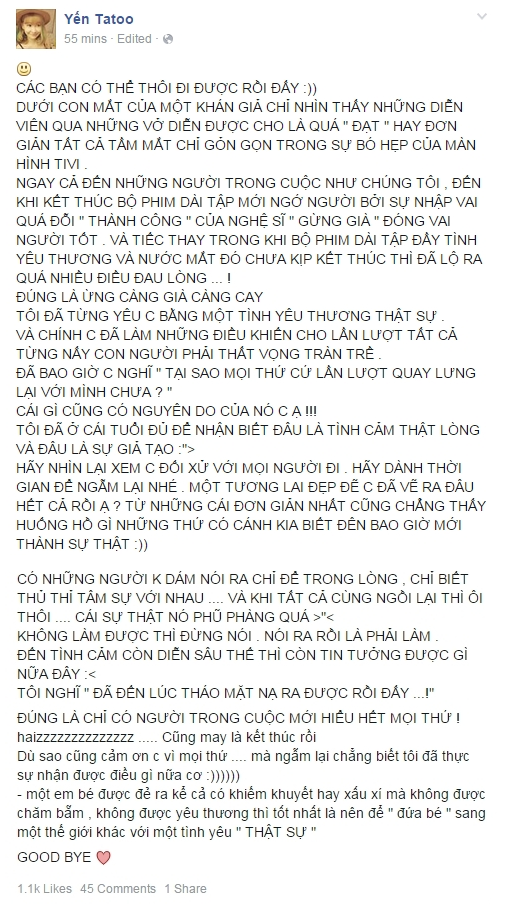 Yến Tatoo
55 mins · Edited ·
CÁC BẠN CÓ THỂ THÔI ĐI ĐƯỢC RỒI ĐẤY :))
DƯỚI CON MẮT CỦA MỘT KHÁN GIẢ CHỈ NHÌN THẤY NHỮNG DIỄN
VIÊN QUA NHỮNG VỞ DIỄN ĐƯỢC CHO LÀ QUÁ " ĐẠT " HAY ĐƠN
GIẢN TẤT CẢ TẦM MẮT CHỈ GÓN GỌN TRONG SỰ BÓ HẸP CỦA MÀN
HÌNH TIVI .
NGAY CẢ ĐẾN NHỮNG NGƯỜI TRONG CUỘC NHƯ CHÚNG TÔI , ĐẾN
KHI KẾT THÚC BỘ PHIM DÀI TẬP MỚI NGỚ NGƯỜI BỞI SỰ NHẬP VAI
QUÁ ĐỖI " THÀNH CÔNG " CỦA NGHỆ SĨ " GỪNG GIÀ " ĐÓNG VAI
NGƯỜI TỐT . VÀ TIẾC THAY TRONG KHI BỘ PHIM DÀI TẬP ĐẦY TÌNH
YÊU THƯƠNG VÀ NƯỚC MẮT ĐÓ CHƯA KỊP KẾT THÚC THÌ ĐÃ LỘ RA
QUÁ NHIỀU ĐIỀU ĐAU LÒNG ... !
ĐÚNG LÀ ỪNG CÀNG GIÀ CÀNG CAY
TÔI ĐÃ TỪNG YÊU C BẰNG MỘT TÌNH YÊU THƯƠNG THẬT SỰ .
VÀ CHÍNH C ĐÃ LÀM NHỮNG ĐIỀU KHIẾN CHO LẦN LƯỢT TẤT CẢ
TỪNG NẤY CON NGƯỜI PHẢI THẤT VỌNG TRÀN TRỀ .
ĐÃ BAO GIỜ C NGHĨ " TẠI SAO MỌI THỨ CỨ LẦN LƯỢT QUAY LƯNG
LẠI VỚI MÌNH CHƯA ? "
CÁI GÌ CŨNG CÓ NGUYÊN DO CỦA NÓ C Ạ !!!
TÔI ĐÃ Ở CÁI TUỔI ĐỦ ĐỂ NHẬN BIẾT ĐÂU LÀ TÌNH CẢM THẬT LÒNG
VÀ ĐÂU LÀ SỰ GIẢ TẠO :">
HÃY NHÌN LẠI XEM C ĐỐI XỬ VỚI MỌI NGƯỜI ĐI . HÃY DÀNH THỜI
GIAN ĐỂ NGẪM LẠI NHÉ . MỘT TƯƠNG LAI ĐẸP ĐẼ C ĐÃ VẼ RA ĐÂU
HẾT CẢ RỒI Ạ ? TỪ NHỮNG CÁI ĐƠN GIẢN NHẤT CŨNG CHẲNG THẤY
HUỐNG HỒ GÌ NHỮNG THỨ CÓ CÁNH KIA BIẾT ĐẾN BAO GIỜ MỚI
THÀNH SỰ THẬT :))
CÓ NHỮNG NGƯỜI K DÁM NÓI RA CHỈ ĐỂ TRONG LÒNG , CHỈ BIẾT
THỦ THỈ TÂM SỰ VỚI NHAU .... VÀ KHI TẤT CẢ CÙNG NGỒI LẠI THÌ ÔI
THÔI .... CÁI SỰ THẬT NÓ PHŨ PHÀNG QUÁ >"<
KHÔNG LÀM ĐƯỢC THÌ ĐỪNG NÓI . NÓI RA RỒI LÀ PHẢI LÀM .
ĐẾN TÌNH CẢM CÒN DIỄN SÂU THẾ THÌ CÒN TIN TƯỞNG ĐƯỢC GÌ
NỮA ĐÂY :<
TÔI NGHĨ " ĐÃ ĐẾN LÚC THÁO MẶT NẠ RA ĐƯỢC RỒI ĐẤY ...!"
ĐÚNG LÀ CHỈ CÓ NGƯỜI TRONG CUỘC MỚI HIỂU HẾT MỌI THỨ !
haizzzzzzzzzzzzzz ..... Cũng may là kết thúc rồi
Dù sao cũng cảm ơn c vì mọi thứ .... mà ngẫm lại chẳng biết tôi đã thực
sự nhận được điều gì nữa cơ :))))))
- một em bé được đẻ ra kể cả có khiếm khuyết hay xấu xí mà không được
chăm bẵm , không được yêu thương thì tốt nhất là nên để " đứa bé " sang
một thế giới khác với một tình yêu " THẬT SỰ "
GOOD BYE ❤
1.1k Likes 45 Comments 1 Share